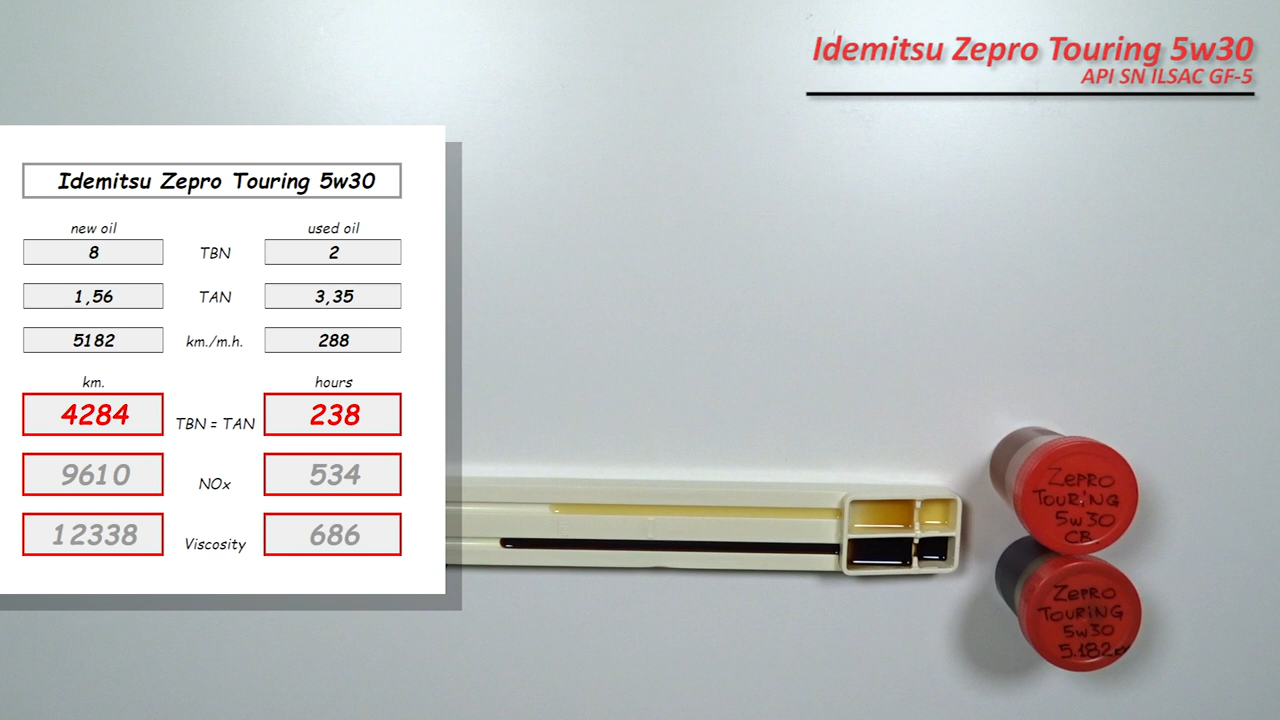 Idemitsu Zepro Touring 5w30
API SN ILSAC GF-5
Idemitsu Zepro Touring 5w30
new oil used oil
8 TBN 2
1,56 TAN 3,35
5182 km./m.h. 288
km. hours
4284 TBN = TAN 238
9610 NOx 534
12338 Viscosity 686
ZEPRO
TOURING
5w30
CB
ZEPRO
TOURING
5w30
5.182